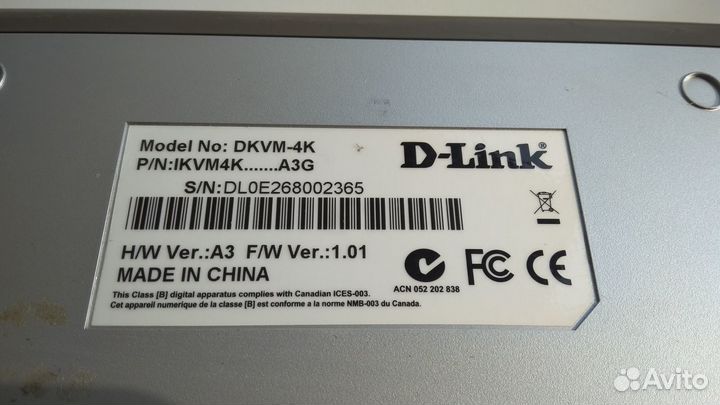 Model No: DKVM-4K
P/N:IKVM4K.......A3G
D-Link
S/N:DL0E268002365
H/W Ver.:A3 F/W Ver.:1.01
MADE IN CHINA
FC CE
ACN 052 202 838
This Class [B] digital apparatus complies with Canadian ICES-003.
Cet appareil numerique de la classe [B] est conforme a la norme NMB-003 du Canada.
Avito